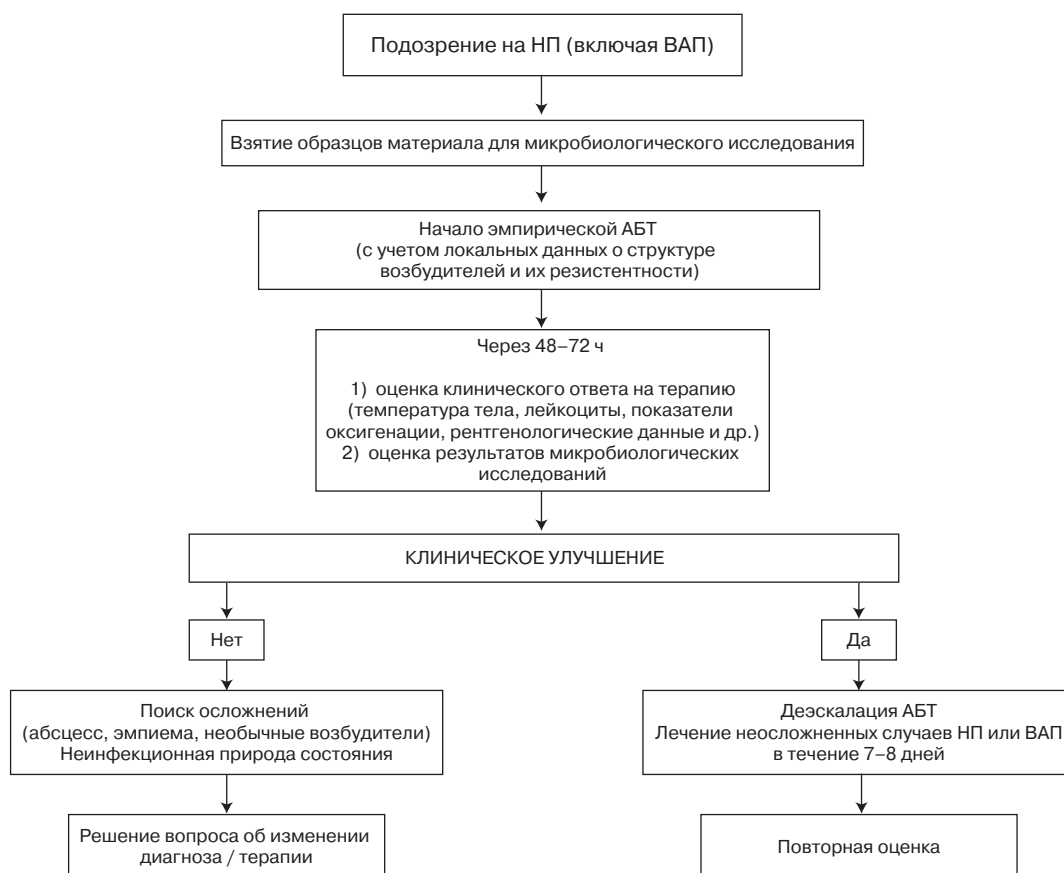 Подозрение на НП (включая ВАП)
Взятие образцов материала для микробиологического исследования
Начало эмпирической АБТ
(с учетом локальных данных о структуре
возбудителей и их резистентности)
Через 48–72 ч
1) оценка клинического ответа на терапию
(температура тела, лейкоциты, показатели
оксигенации, рентгенологические данные и др.)
2) оценка результатов микробиологических
исследований
КЛИНИЧЕСКОЕ УЛУЧШЕНИЕ
Нет
Да
Поиск осложнений
(абсцесс, эмпиема, необычные возбудители)
Неинфекционная природа состояния
Деэскалация АБТ
Лечение неосложненных случаев НП или ВАП
в течение 7–8 дней
Решение вопроса об изменении
диагноза / терапии
Повторная оценка